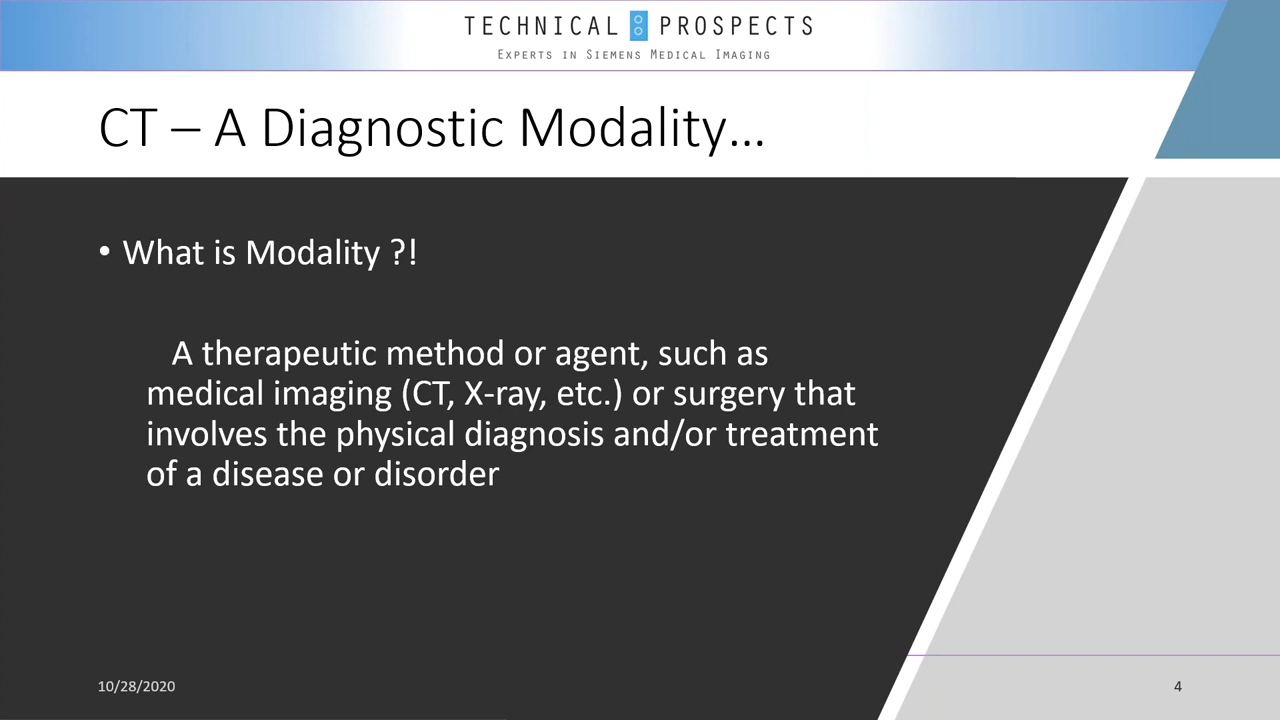 TECHNICAL PROSPECTS
EXPERTS IN SIEMENS MEDICAL IMAGING
CT – A Diagnostic Modality...
• What is Modality ?!
A therapeutic method or agent, such as
medical imaging (CT, X-ray, etc.) or surgery that
involves the physical diagnosis and/or treatment
of a disease or disorder
10/28/2020
4